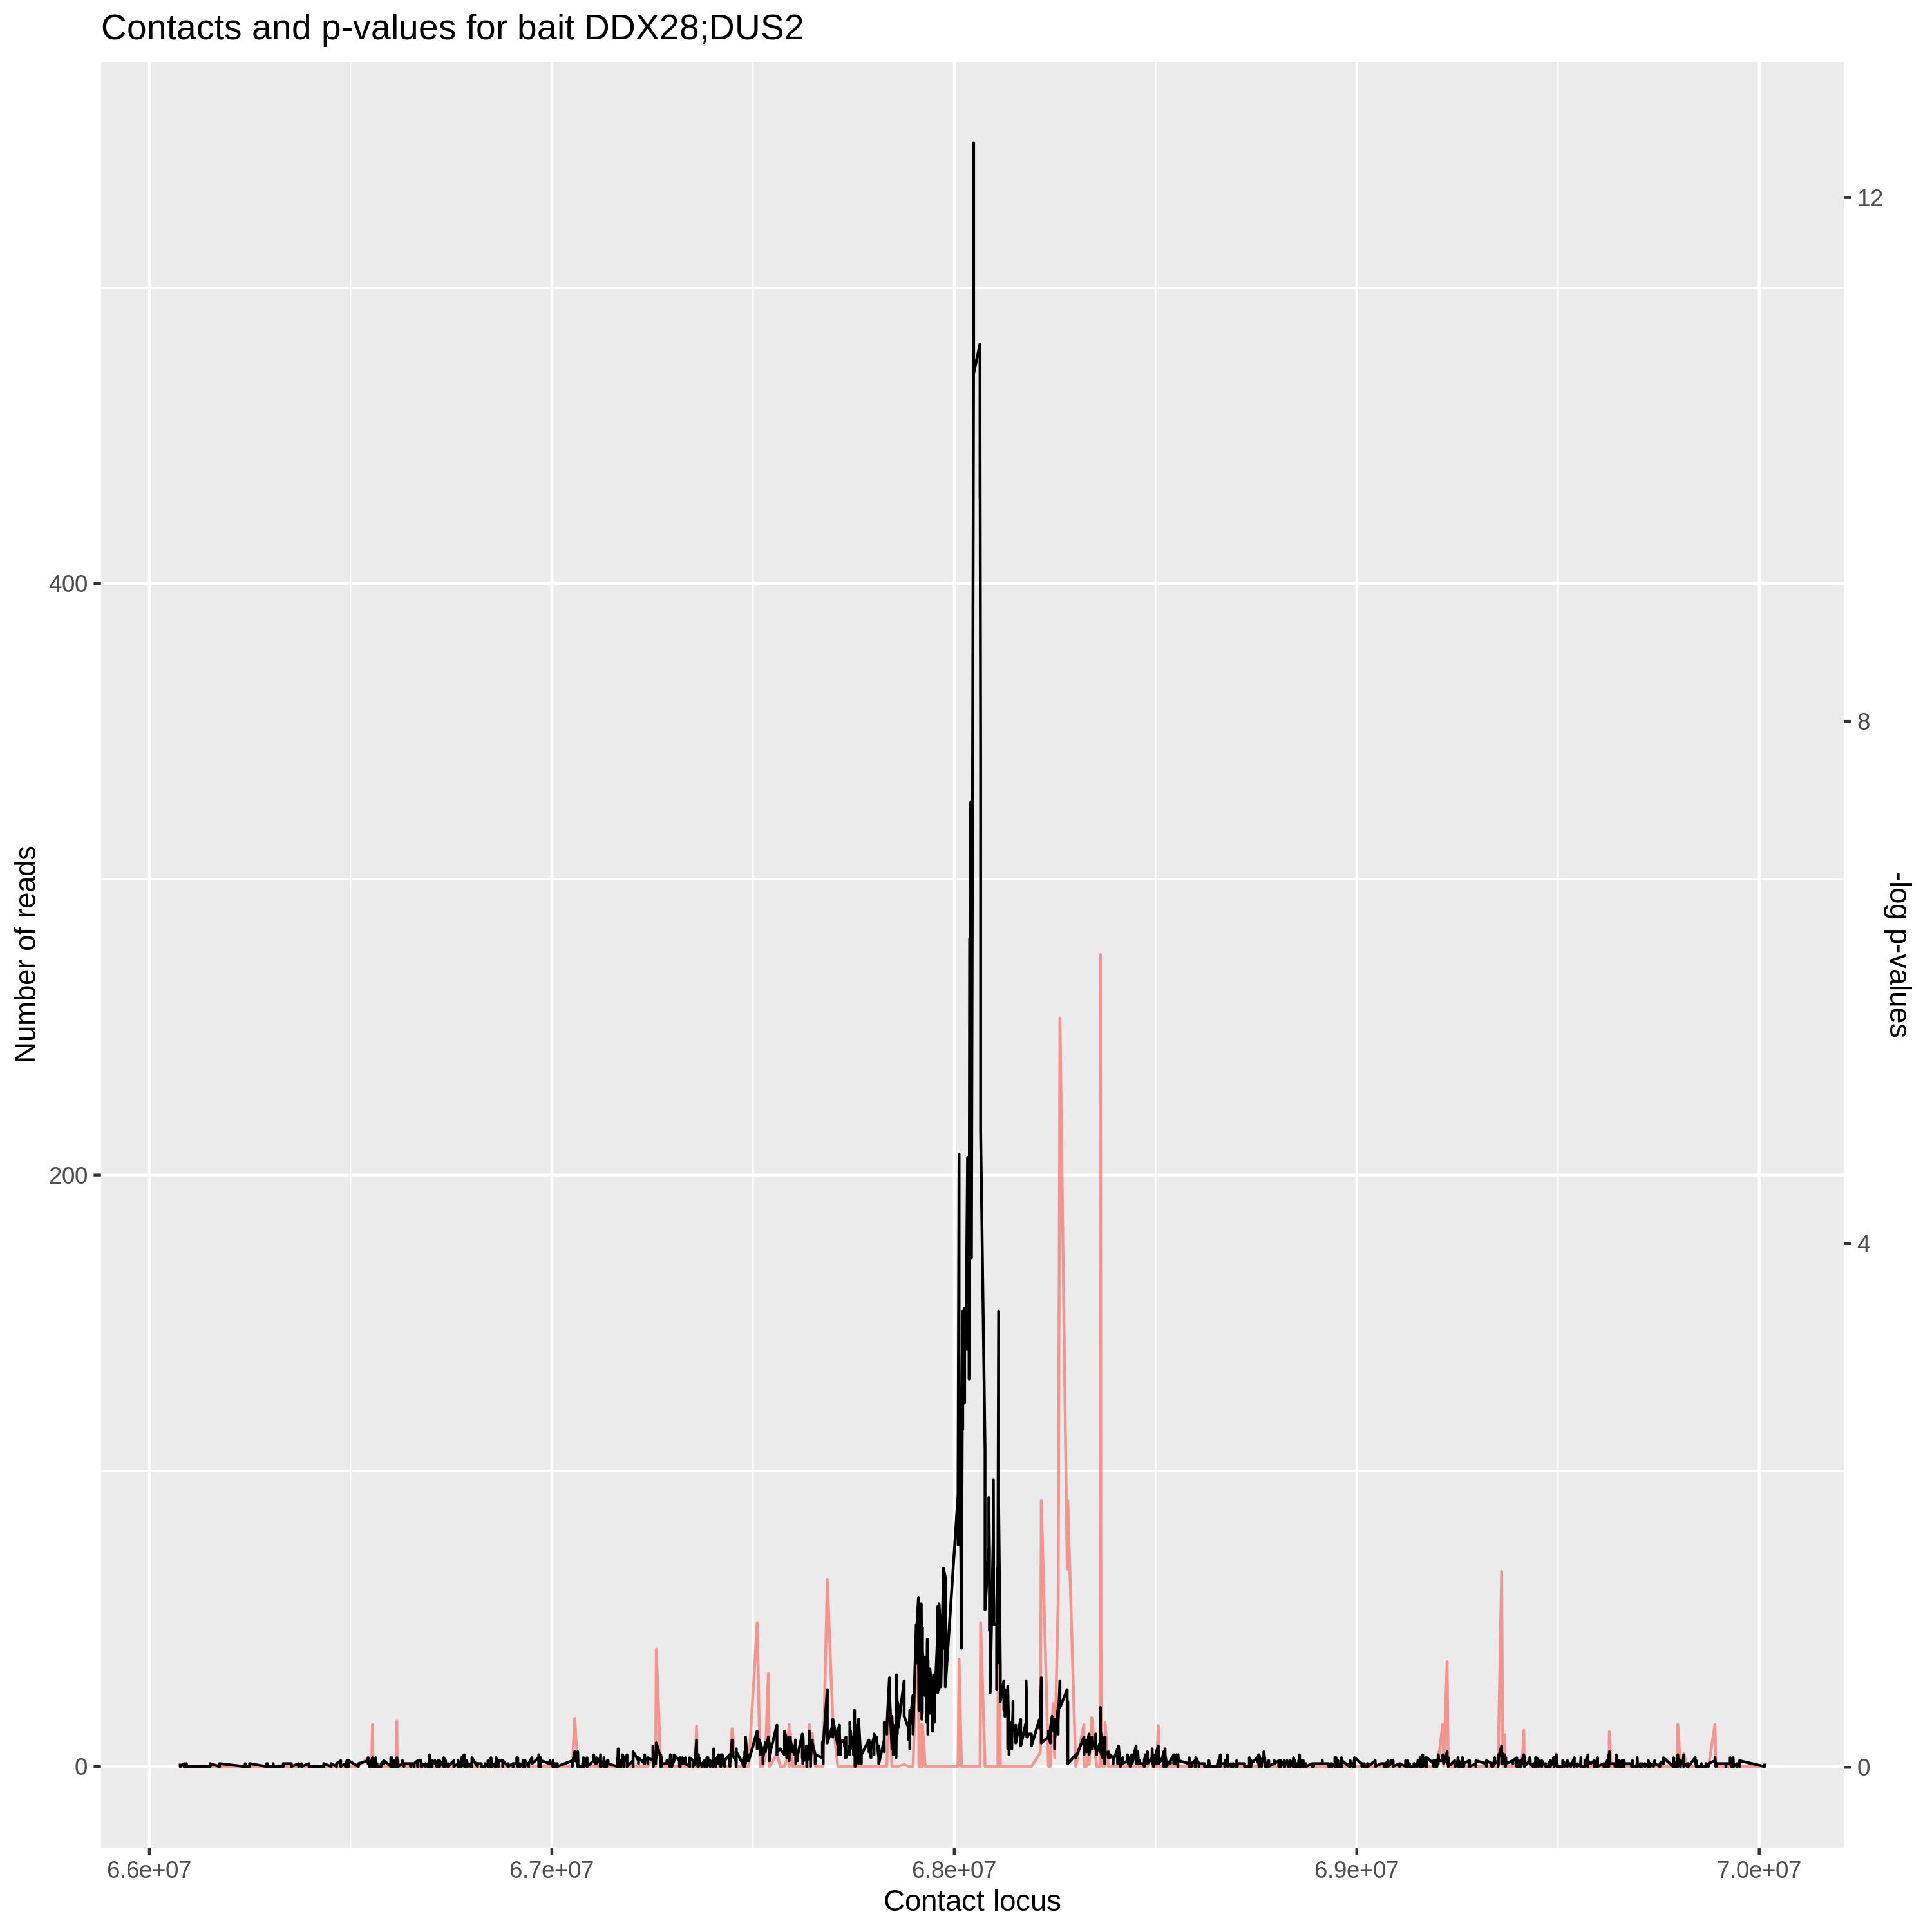 Contacts and p-values for bait DDX28;DUS2
Number of reads
400
200
0
12
8
4
0
-log p-values
6.6e+07 6.7e+07 6.8e+07 6.9e+07 7.0e+07
Contact locus